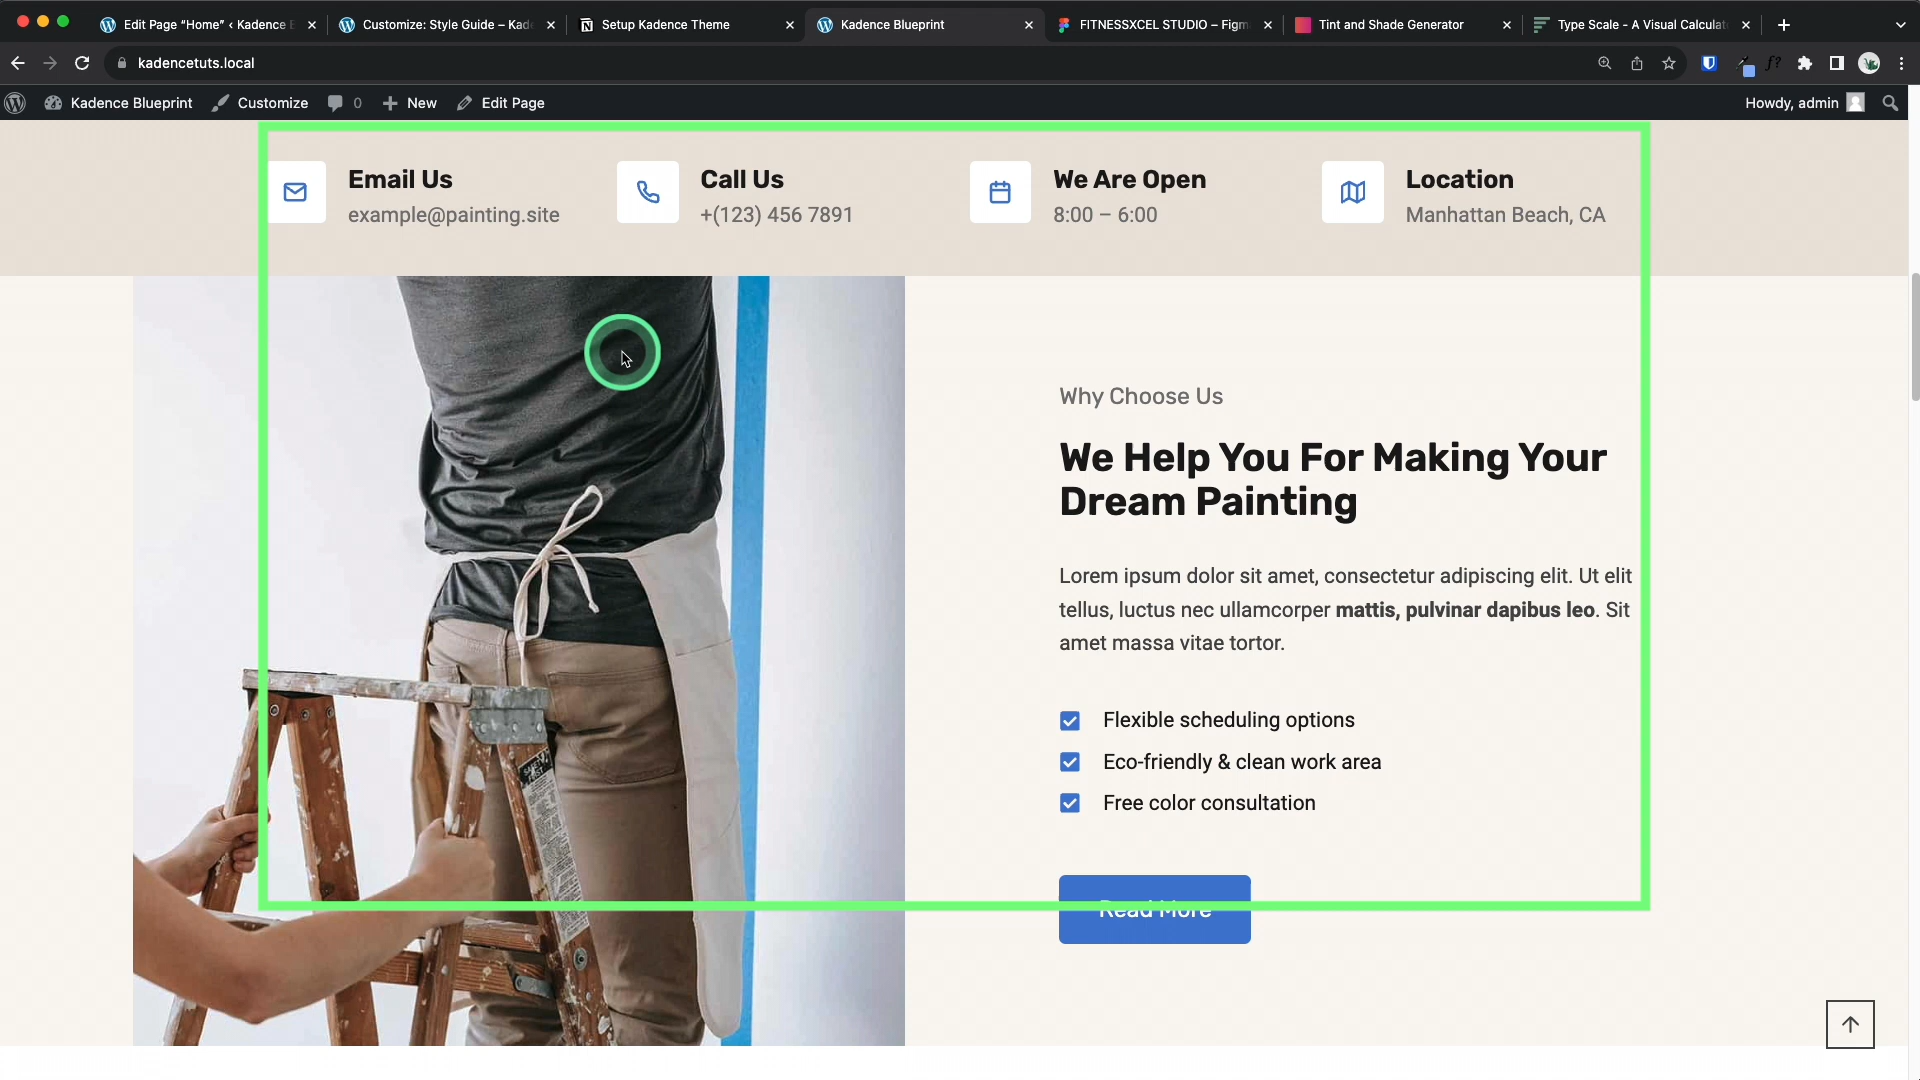 Edit Page “Home” ‹ Kadence B
Customize: Style Guide – Kade
Setup Kadence Theme
Kadence Blueprint
FITNESSXCEL STUDIO – Figm
Tint and Shade Generator
Type Scale - A Visual Calculat
kadencetuts.local
Kadence Blueprint
Customize
0
New
Edit Page
Howdy, admin
Email Us
example@painting.site
Call Us
+(123) 456 7891
We Are Open
8:00 – 6:00
Location
Manhattan Beach, CA
Why Choose Us
We Help You For Making Your
Dream Painting
Lorem ipsum dolor sit amet, consectetur adipiscing elit. Ut elit
tellus, luctus nec ullamcorper mattis, pulvinar dapibus leo. Sit
amet massa vitae tortor.
Flexible scheduling options
Eco-friendly & clean work area
Free color consultation
Read More